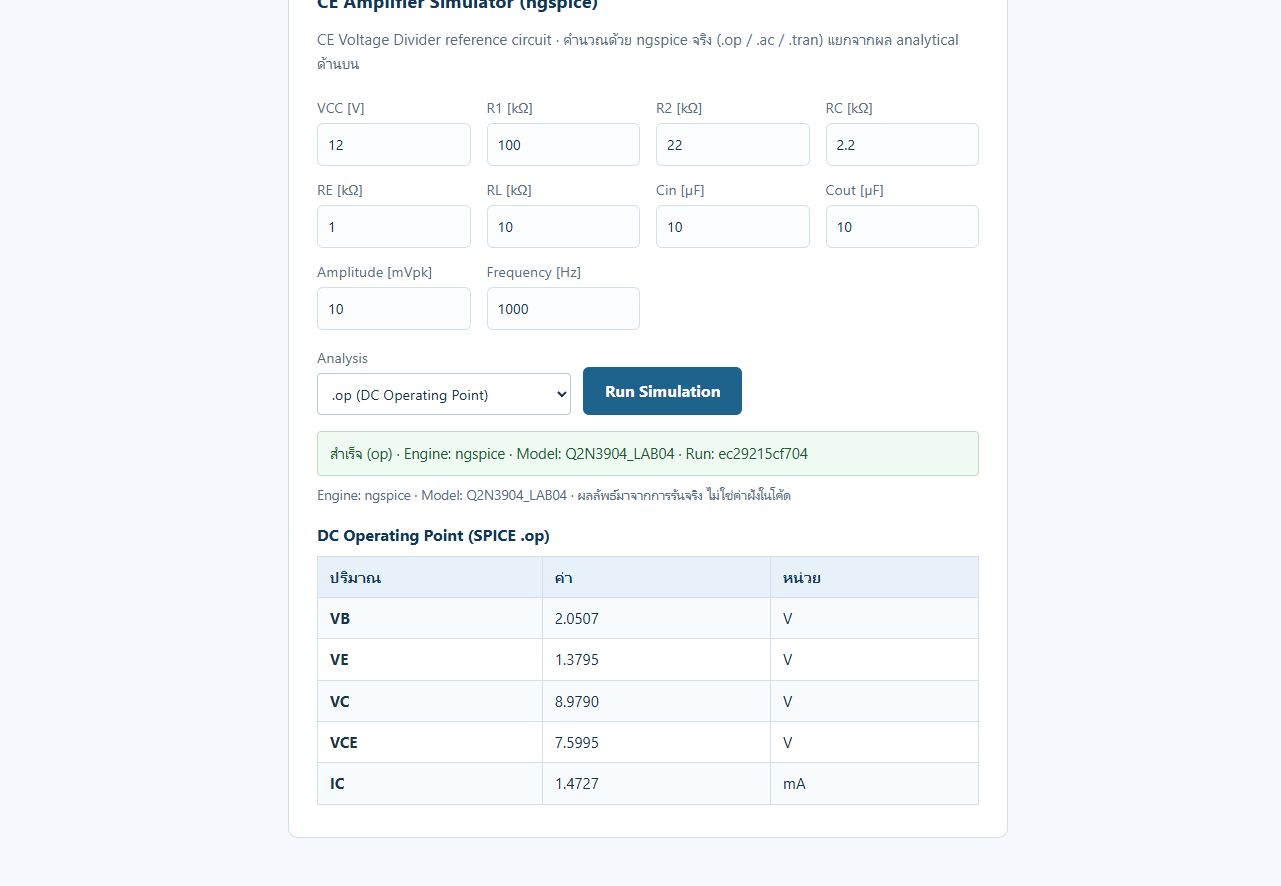 CE Amplifier Simulator (ngspice)
CE Voltage Divider reference circuit · คำนวณด้วย ngspice จริง (.op / .ac / .tran) แยกจากผล analytical
ด้านบน
VCC [V] R1 [kΩ] R2 [kΩ] RC [kΩ]
12 100 22 2.2
RE [kΩ] RL [kΩ] Cin [µF] Cout [µF]
1 10 10 10
Amplitude [mVpk] Frequency [Hz]
10 1000
Analysis
.op (DC Operating Point) Run Simulation
สำเร็จ (op) · Engine: ngspice · Model: Q2N3904_LAB04 · Run: ec29215cf704
Engine: ngspice · Model: Q2N3904_LAB04 · ผลลัพธ์มาจากการรันจริง ไม่ใช่ค่าฝังในโค้ด
DC Operating Point (SPICE .op)
ปริมาณ ค่า หน่วย
VB 2.0507 V
VE 1.3795 V
VC 8.9790 V
VCE 7.5995 V
IC 1.4727 mA